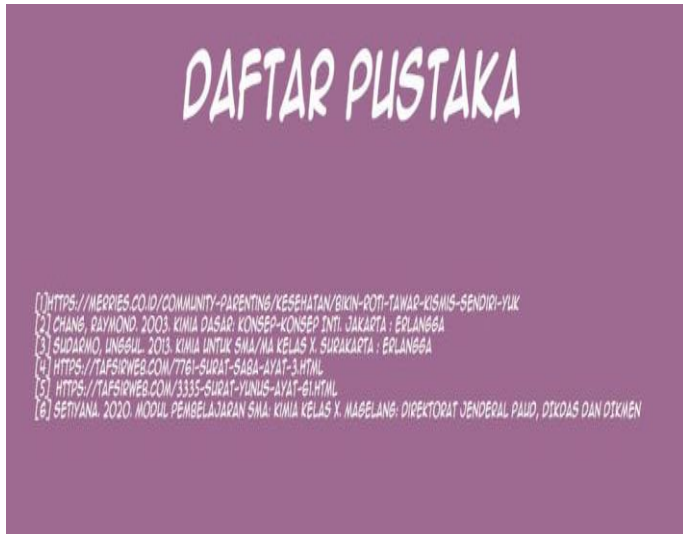 DAFTAR PUSTAKA
[1]HTTPS://MERRIES.CO.ID/COMMUNITY-PARENTING/KESEHATAN/BIKIN-ROTI-TAWAR-KISMIS-SENDIRI-YUK
[2] CHANG, RAYMOND. 2003. KIMIA DASAR: KONSEP-KONSEP INTI. JAKARTA : ERLANGGA
[3] SUDARMO, UNGGUL. 2013. KIMIA UNTUK SMA/MA KELAS X. SURAKARTA : ERLANGGA
[4] HTTPS://TAFSIRWEB.COM/7761-SURAT-SABA-AYAT-3.HTML
[5] HTTPS://TAFSIRWEB.COM/3335-SURAT-YUNUS-AYAT-61.HTML
[6] SETIYANA. 2020. MODUL PEMBELAJARAN SMA: KIMIA KELAS X. MAGELANG: DIREKTORAT JENDERAL PAUD, DIKDAS DAN DIKMEN